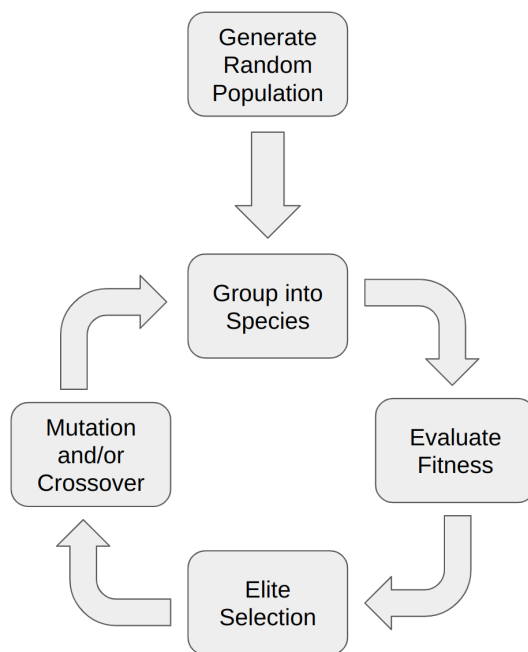 Generate
Random
Population
Group into
Species
Evaluate
Fitness
Elite
Selection
Mutation
and/or
Crossover